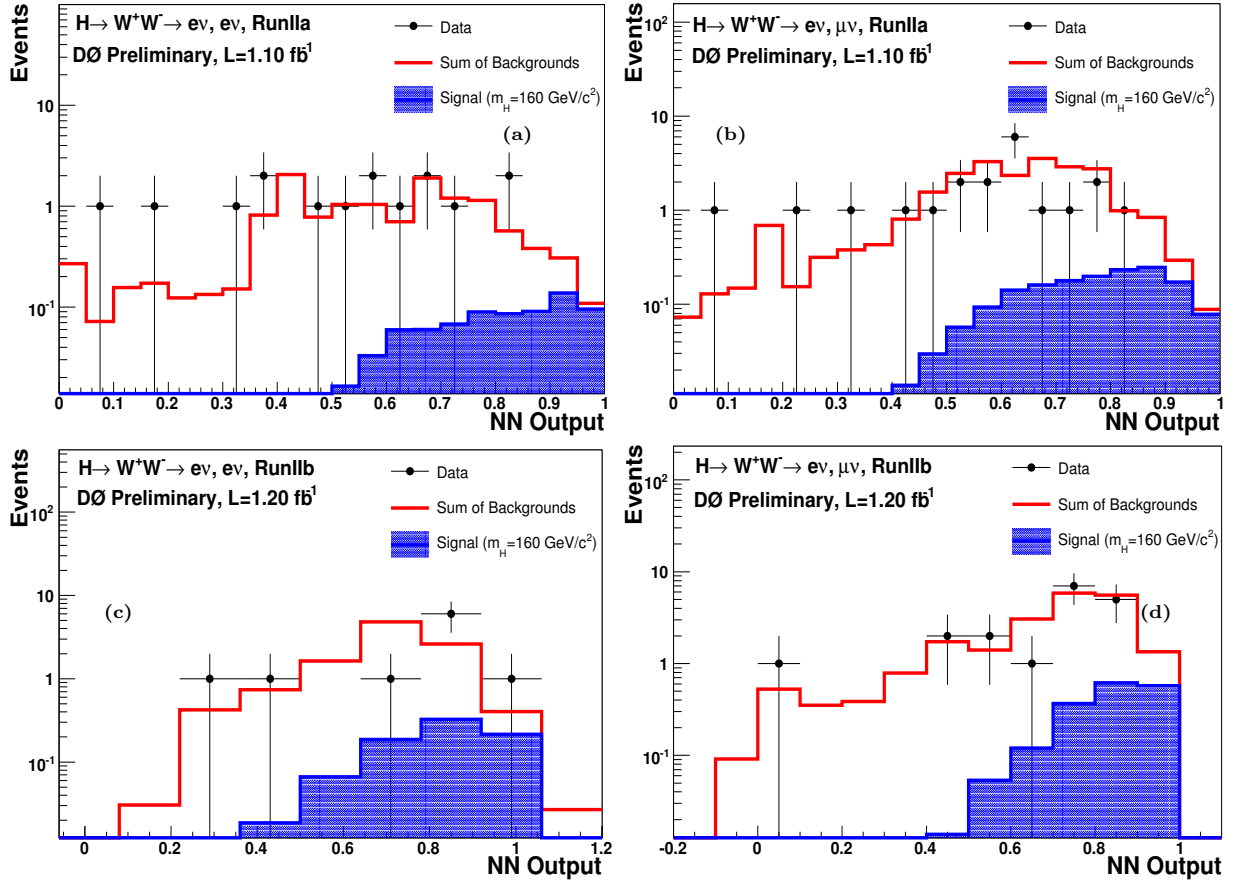 H→ W⁺W⁻→ eν, eν, RunIIa
DØ Preliminary, L=1.10 fb⁻¹
Data
Sum of Backgrounds
Signal (m_H=160 GeV/c²)
(a)
Events
10
1
10⁻¹
0 0.1 0.2 0.3 0.4 0.5 0.6 0.7 0.8 0.9 1
NN Output
H→ W⁺W⁻→ eν, μν, RunIIa
DØ Preliminary, L=1.10 fb⁻¹
Data
Sum of Backgrounds
Signal (m_H=160 GeV/c²)
(b)
Events
10²
10
1
10⁻¹
0 0.1 0.2 0.3 0.4 0.5 0.6 0.7 0.8 0.9 1
NN Output
H→ W⁺W⁻→ eν, eν, RunIIb
DØ Preliminary, L=1.20 fb⁻¹
Data
Sum of Backgrounds
Signal (m_H=160 GeV/c²)
(c)
Events
10²
10
1
10⁻¹
0 0.2 0.4 0.6 0.8 1 1.2
NN Output
H→ W⁺W⁻→ eν, μν, RunIIb
DØ Preliminary, L=1.20 fb⁻¹
Data
Sum of Backgrounds
Signal (m_H=160 GeV/c²)
(d)
Events
10²
10
1
10⁻¹
-0.2 0 0.2 0.4 0.6 0.8 1
NN Output